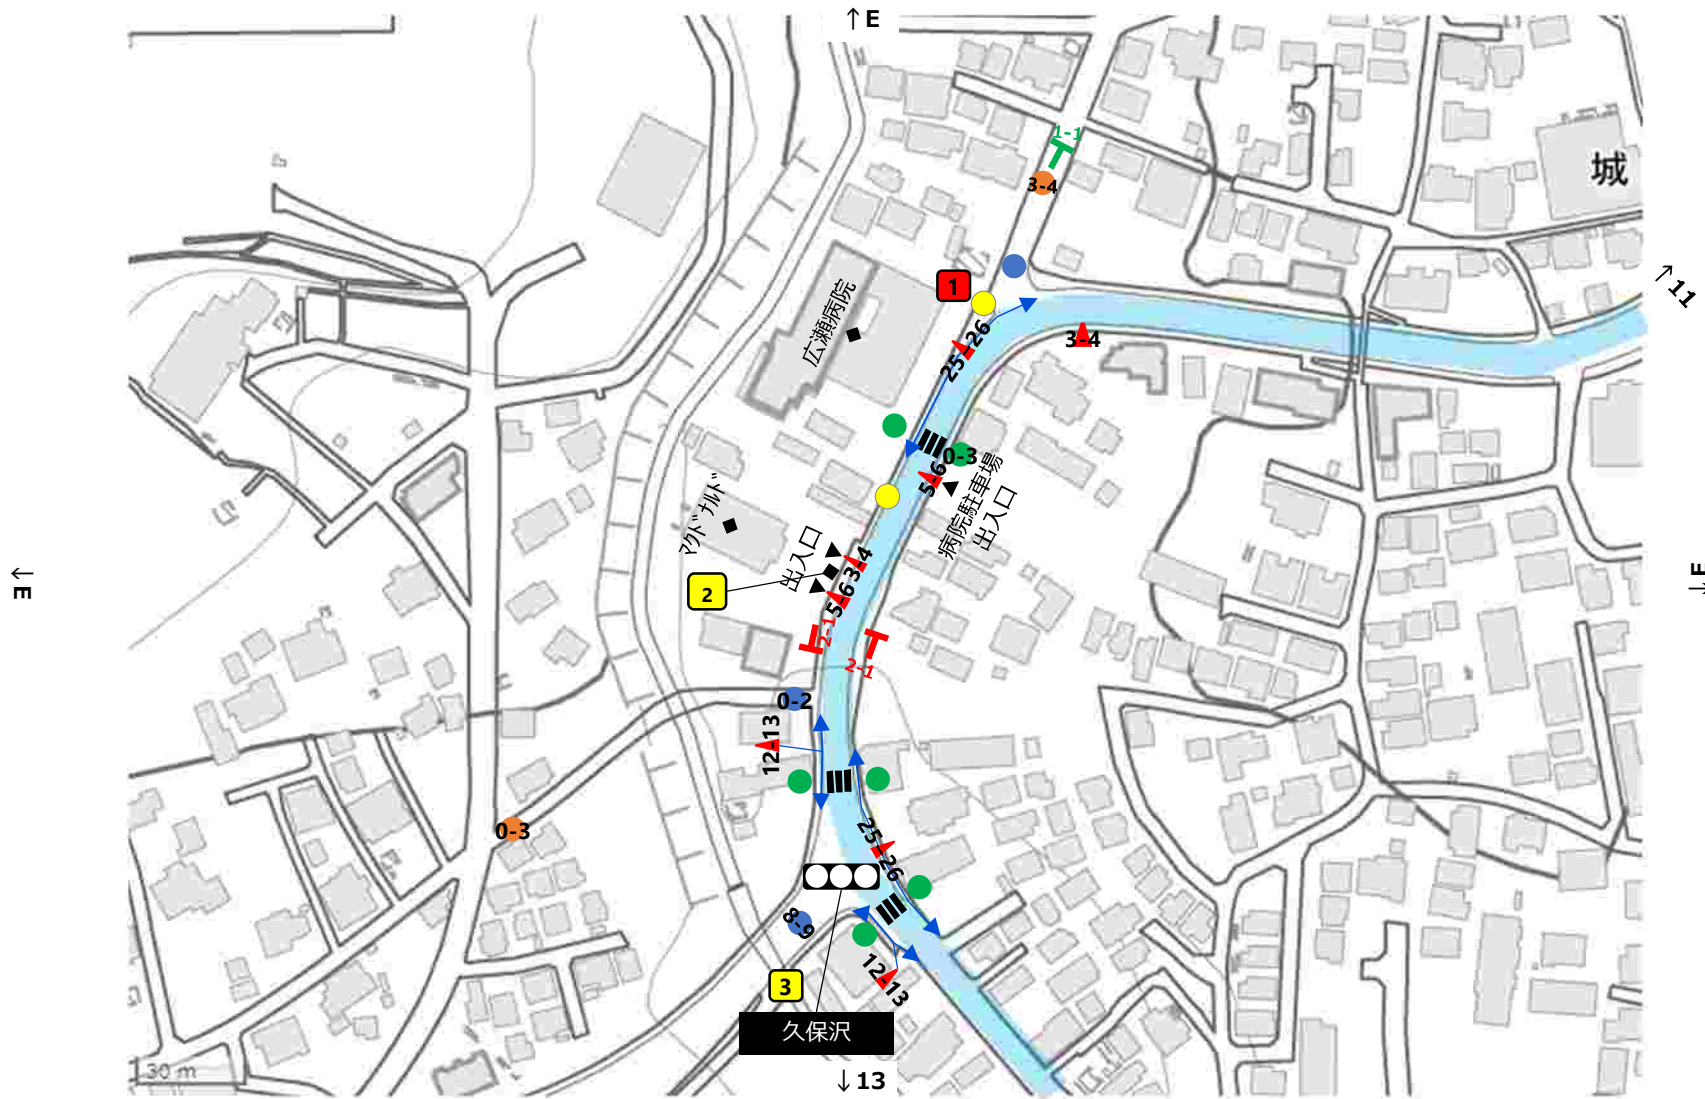 ↑E
1-1
3-4
城
1
↗11
25-26
3-4
広瀬病院
0-3
5-6
病院駐車場
出入口
マクドナルド
出入口
3-4
2
5-6
←E
E→
2-1
2-1
0-2
12-13
0-3
25-26
8-9
12-13
3
久保沢
30 m
↓13